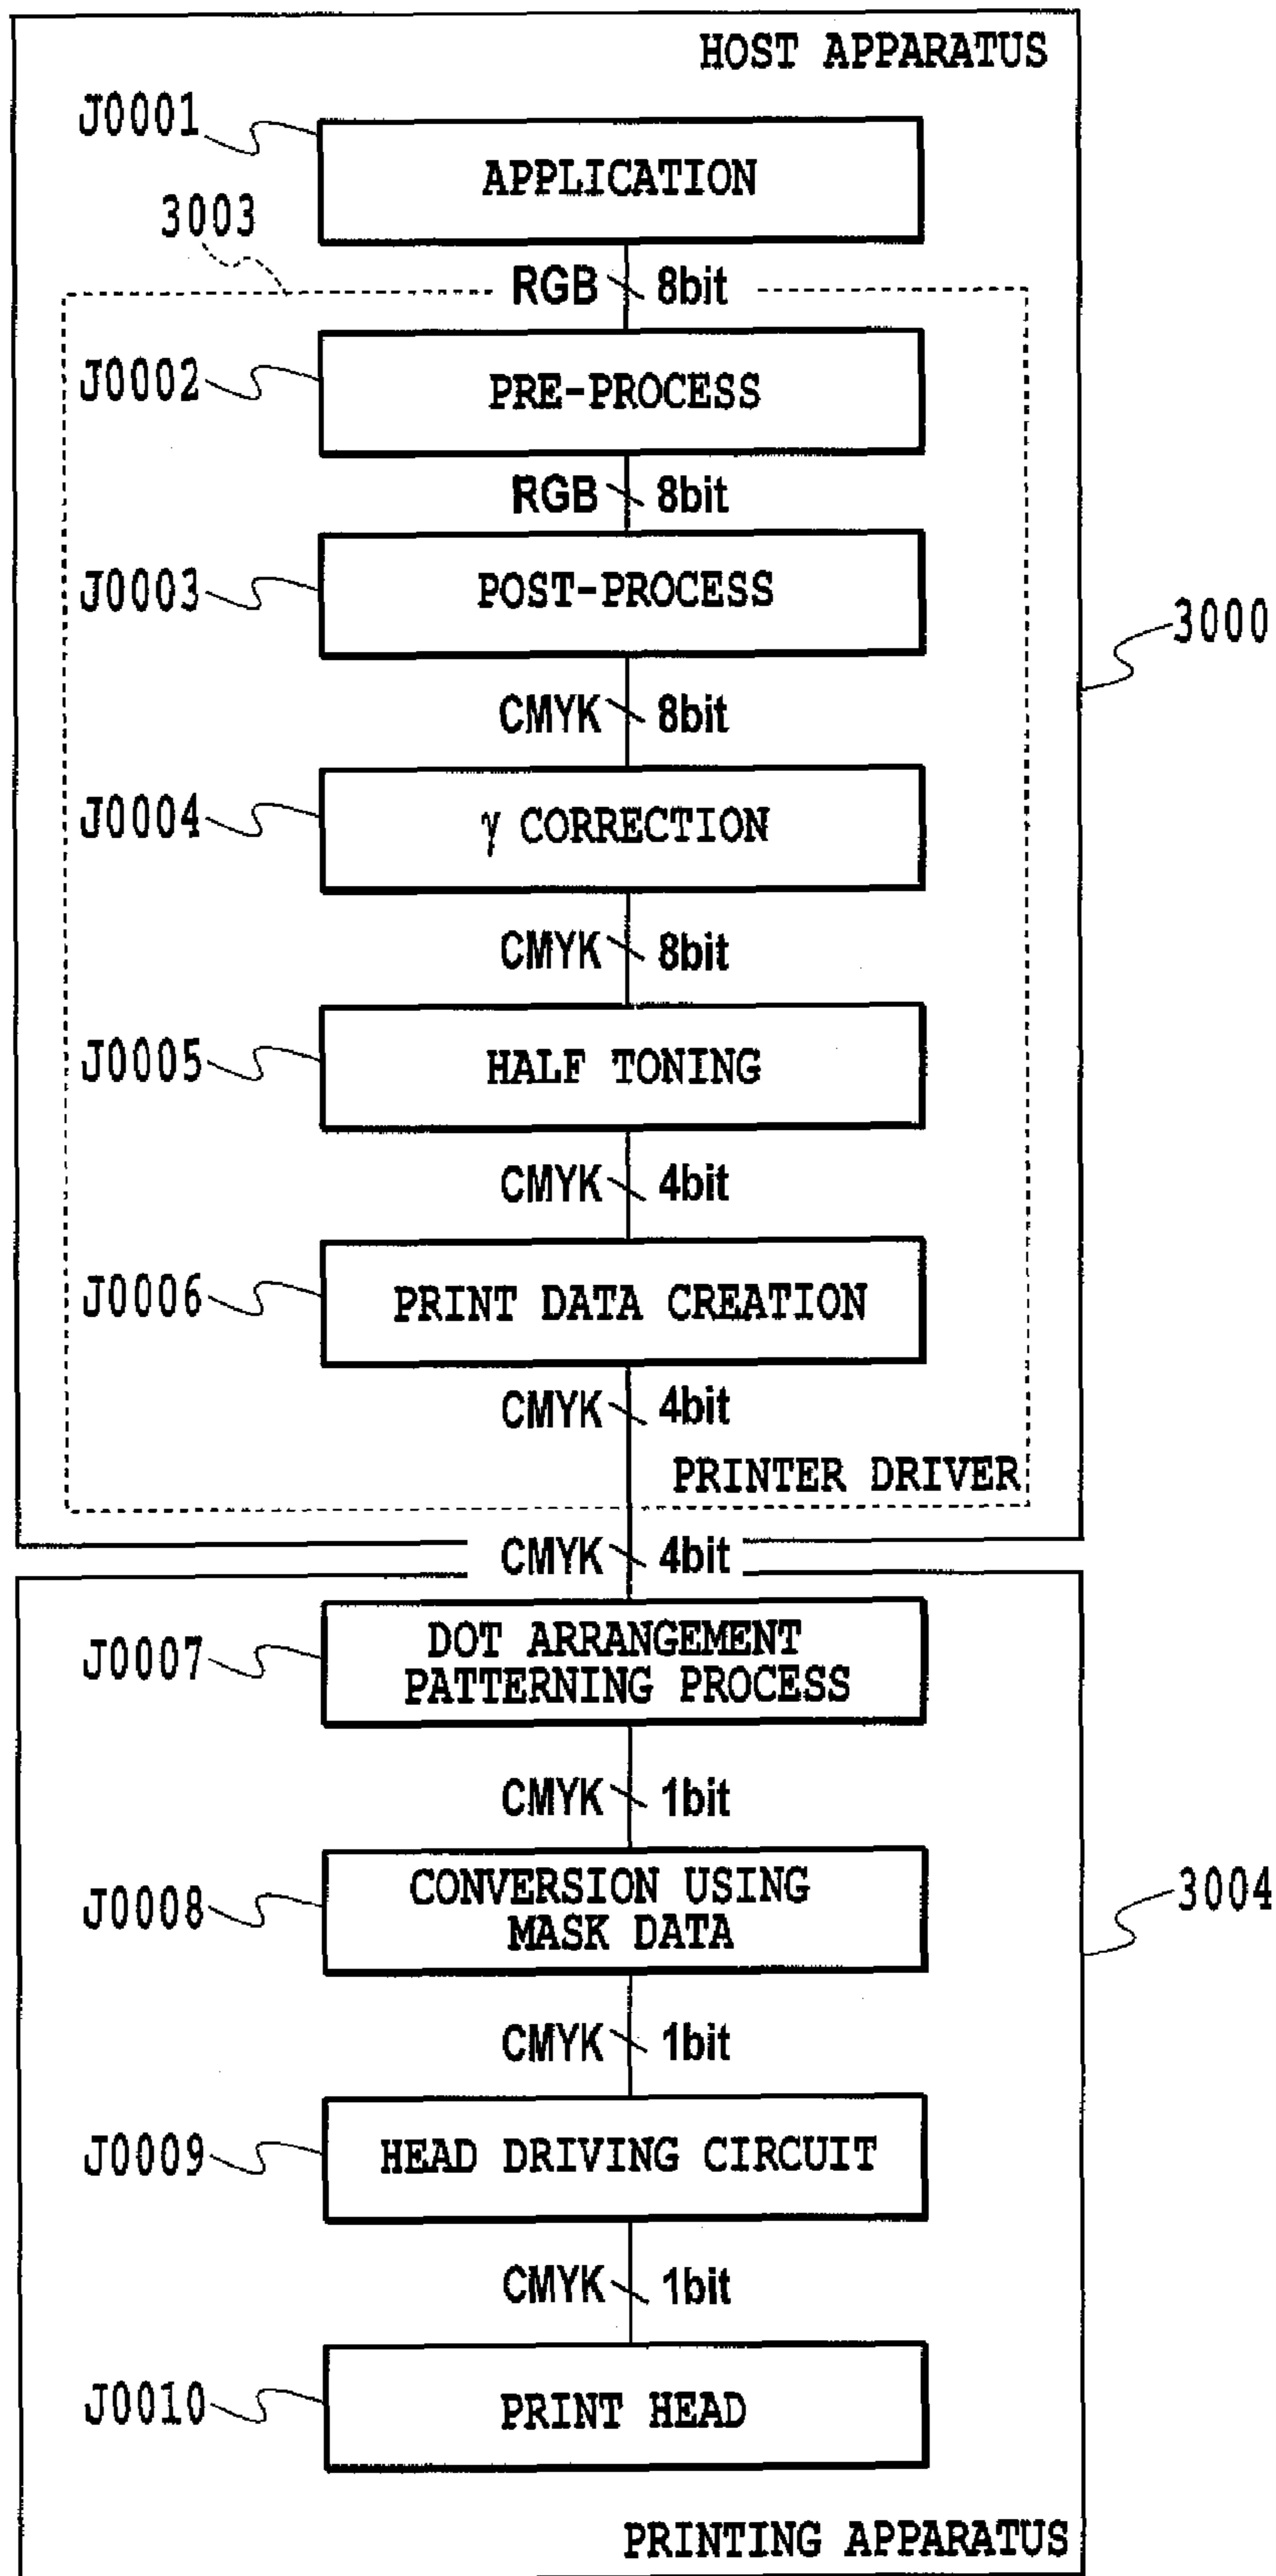 HOST APPARATUS
J0001
APPLICATION
3003
RGB 8bit
J0002
PRE-PROCESS
RGB 8bit
J0003
POST-PROCESS
3000
CMYK 8bit
J0004
γ CORRECTION
CMYK 8bit
J0005
HALF TONING
CMYK 4bit
J0006
PRINT DATA CREATION
CMYK 4bit
PRINTER DRIVER
CMYK 4bit
J0007
DOT ARRANGEMENT
PATTERNING PROCESS
CMYK 1bit
J0008
CONVERSION USING
MASK DATA
3004
CMYK 1bit
J0009
HEAD DRIVING CIRCUIT
CMYK 1bit
J0010
PRINT HEAD
PRINTING APPARATUS